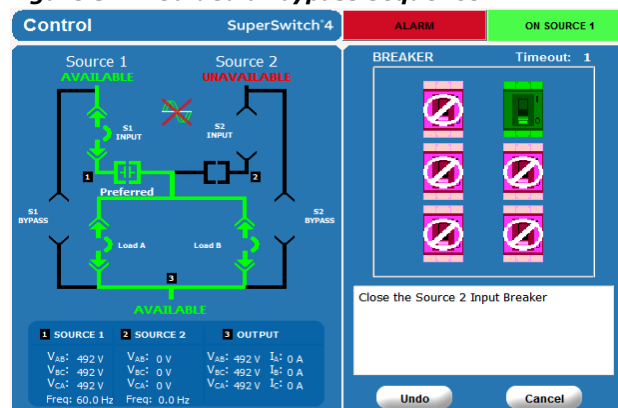 Control
SuperSwitch®4
ALARM
ON SOURCE 1
Source 1
AVAILABLE
Source 2
UNAVAILABLE
S1
INPUT
S2
INPUT
1
2
Preferred
S1
BYPASS
S2
BYPASS
Load A
Load B
3
AVAILABLE
1 SOURCE 1
2 SOURCE 2
3 OUTPUT
VAB: 492 V
VAB: 0 V
VAB: 492 V IA: 0 A
VBC: 492 V
VBC: 0 V
VBC: 492 V IB: 0 A
VCA: 492 V
VCA: 0 V
VCA: 492 V IC: 0 A
Freq: 60.0 Hz
Freq: 0.0 Hz
BREAKER
Timeout: 1
Close the Source 2 Input Breaker
Undo
Cancel